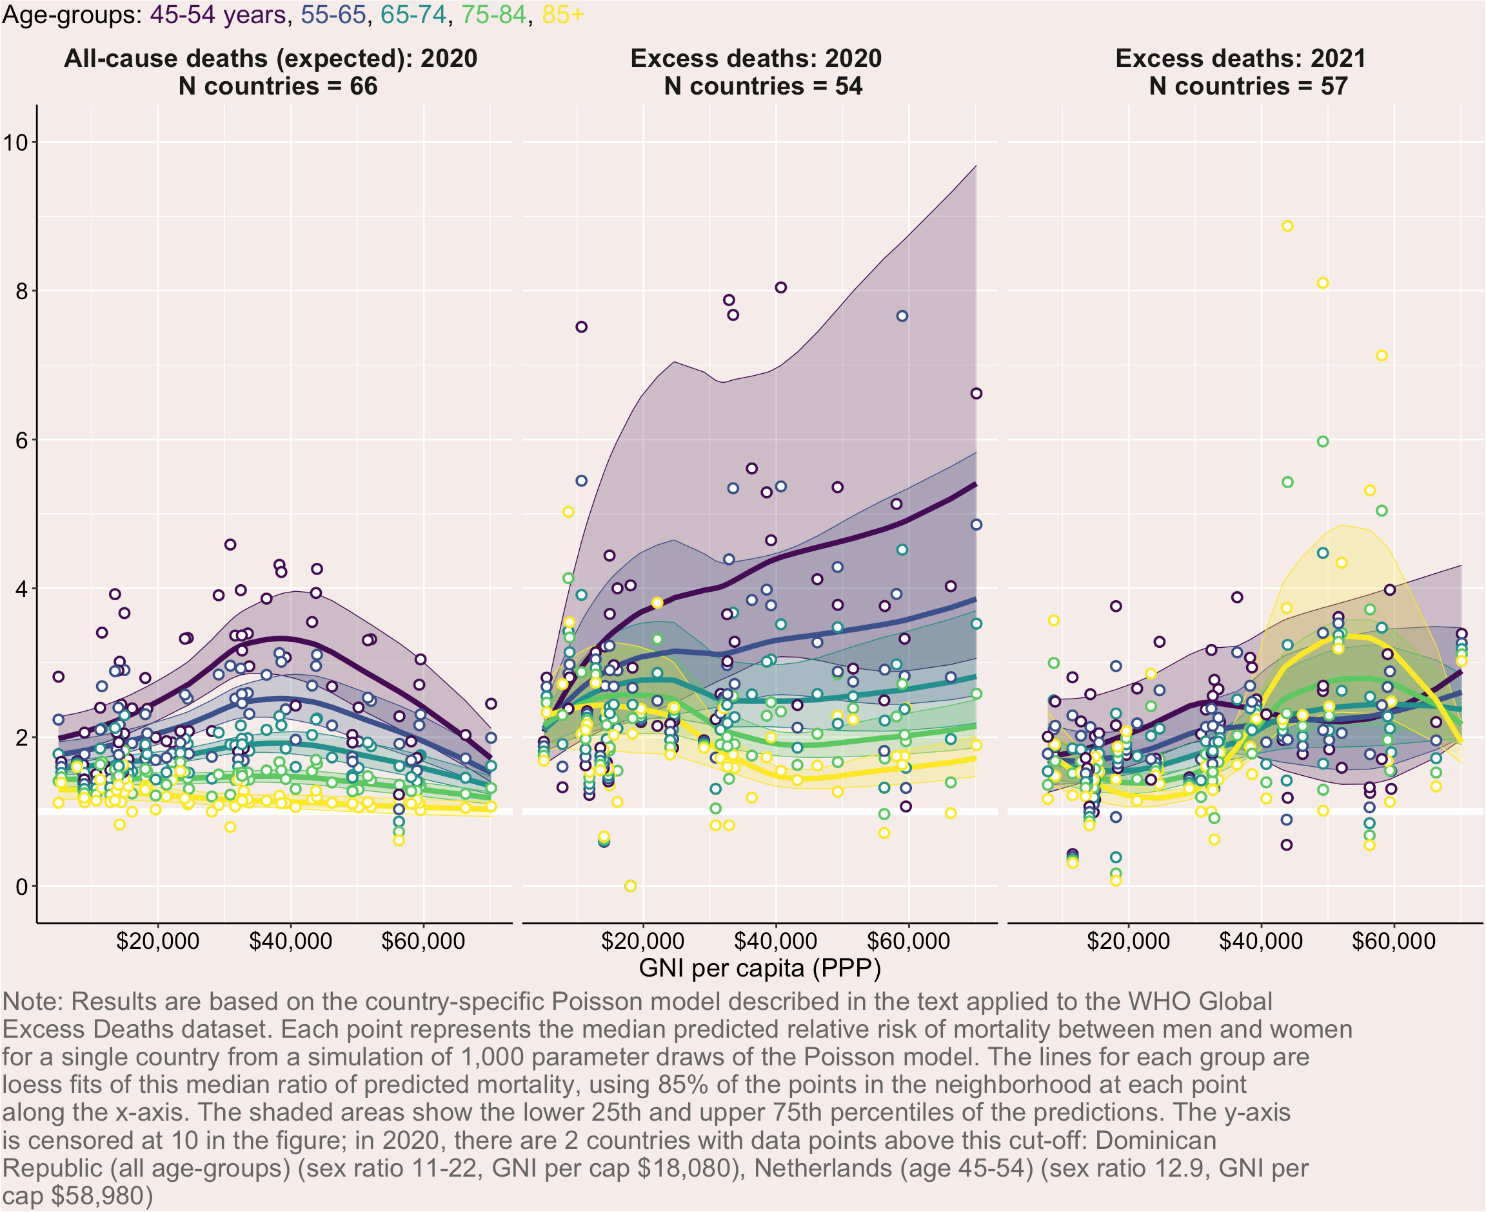 Age-groups: 45-54 years, 55-65, 65-74, 75-84, 85+
All-cause deaths (expected): 2020
N countries = 66
Excess deaths: 2020
N countries = 54
Excess deaths: 2021
N countries = 57
10
8
6
4
2
0
$20,000 $40,000 $60,000
$20,000 $40,000 $60,000
$20,000 $40,000 $60,000
GNI per capita (PPP)
Note: Results are based on the country-specific Poisson model described in the text applied to the WHO Global
Excess Deaths dataset. Each point represents the median predicted relative risk of mortality between men and women
for a single country from a simulation of 1,000 parameter draws of the Poisson model. The lines for each group are
loess fits of this median ratio of predicted mortality, using 85% of the points in the neighborhood at each point
along the x-axis. The shaded areas show the lower 25th and upper 75th percentiles of the predictions. The y-axis
is censored at 10 in the figure; in 2020, there are 2 countries with data points above this cut-off: Dominican
Republic (all age-groups) (sex ratio 11-22, GNI per cap $18,080), Netherlands (age 45-54) (sex ratio 12.9, GNI per
cap $58,980)